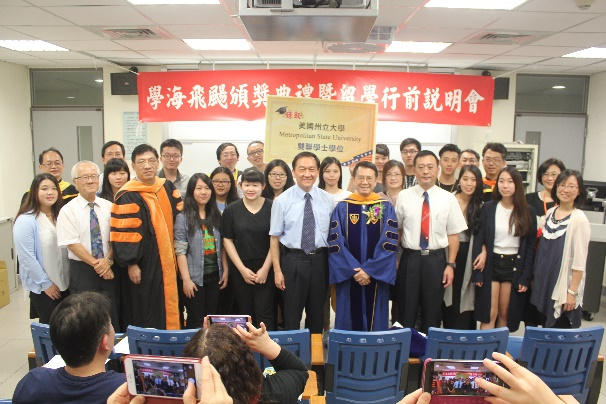 學海飛颺頒獎典禮暨留學行前說明會
狂賀
美國州立大學
Metropolitan State University
雙聯學士學位